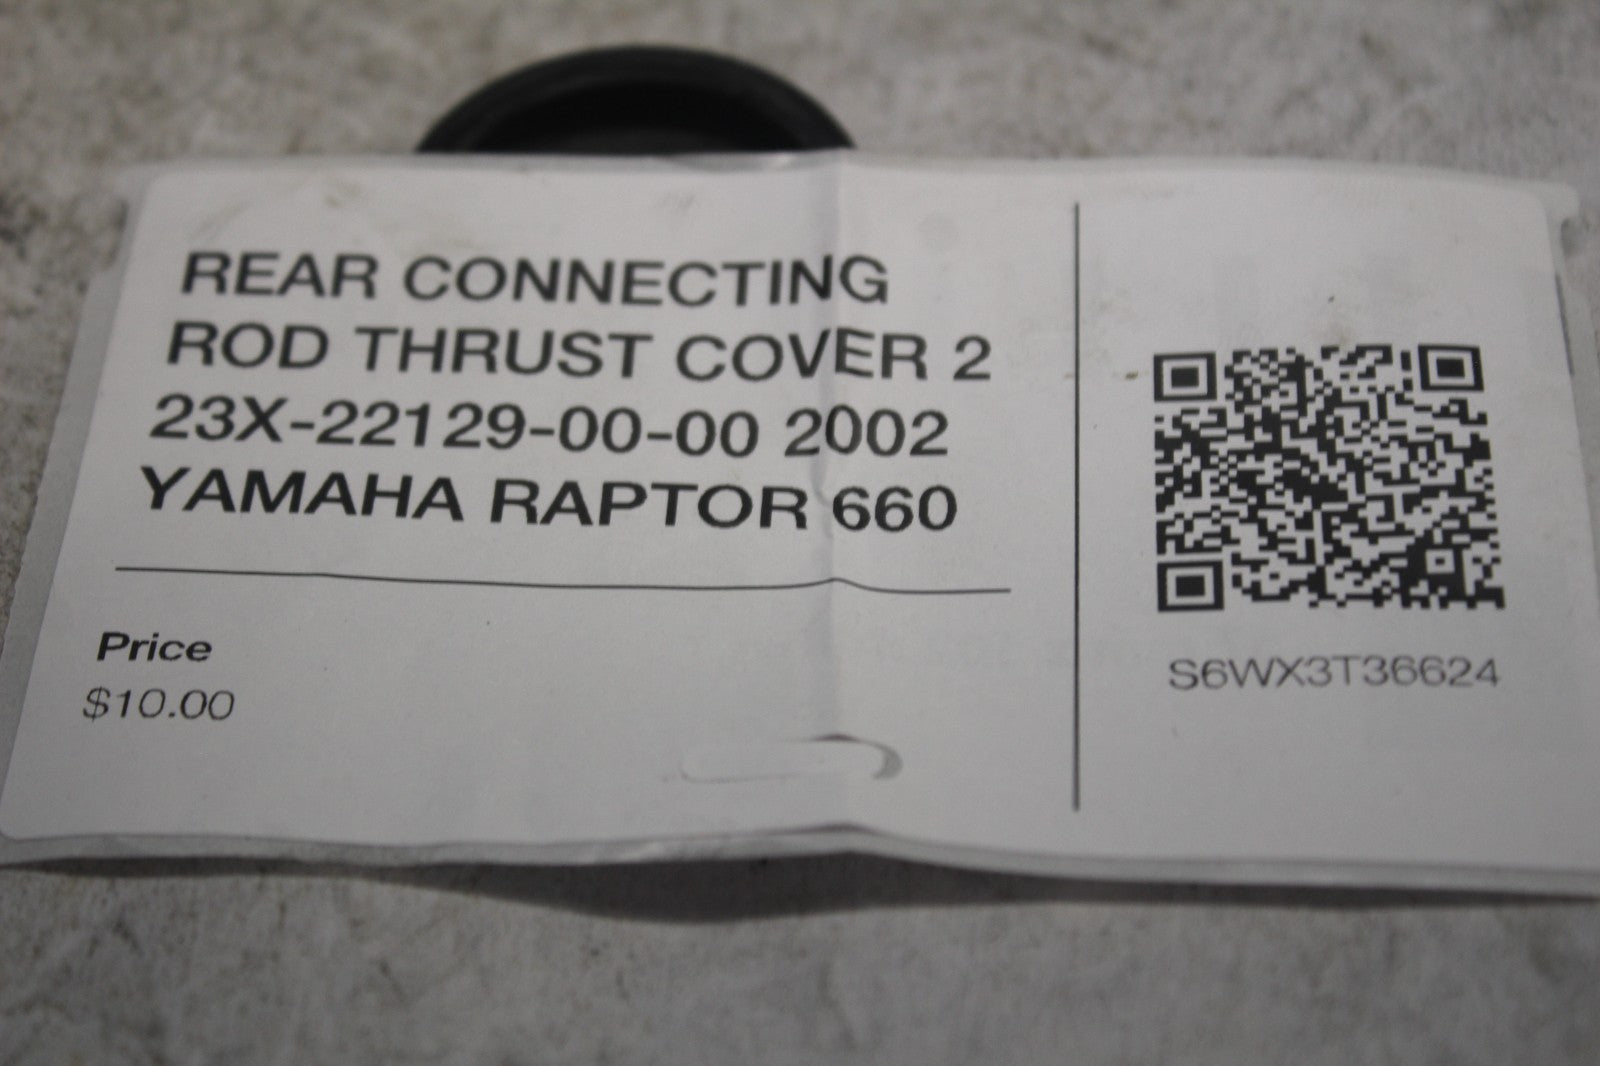 REAR CONNECTING
ROD THRUST COVER 2
23X-22129-00-00 2002
YAMAHA RAPTOR 660
Price
$10.00
S6WX3T36624